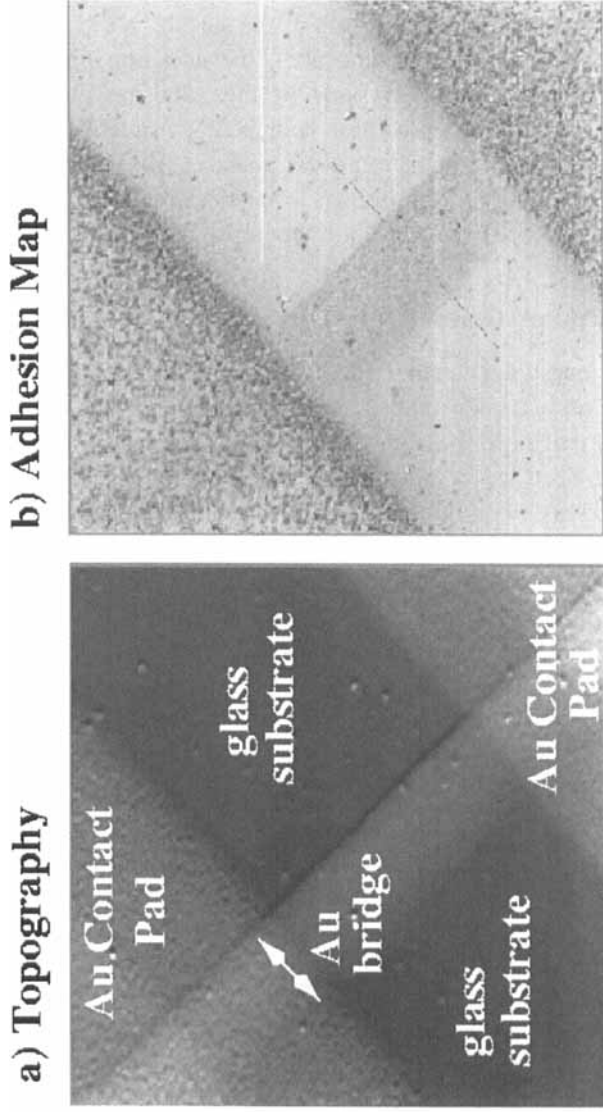 a) Topography
b) Adhesion Map
Au Contact
Pad
glass
substrate
Au
bridge
glass
substrate
Au Contact
Pad